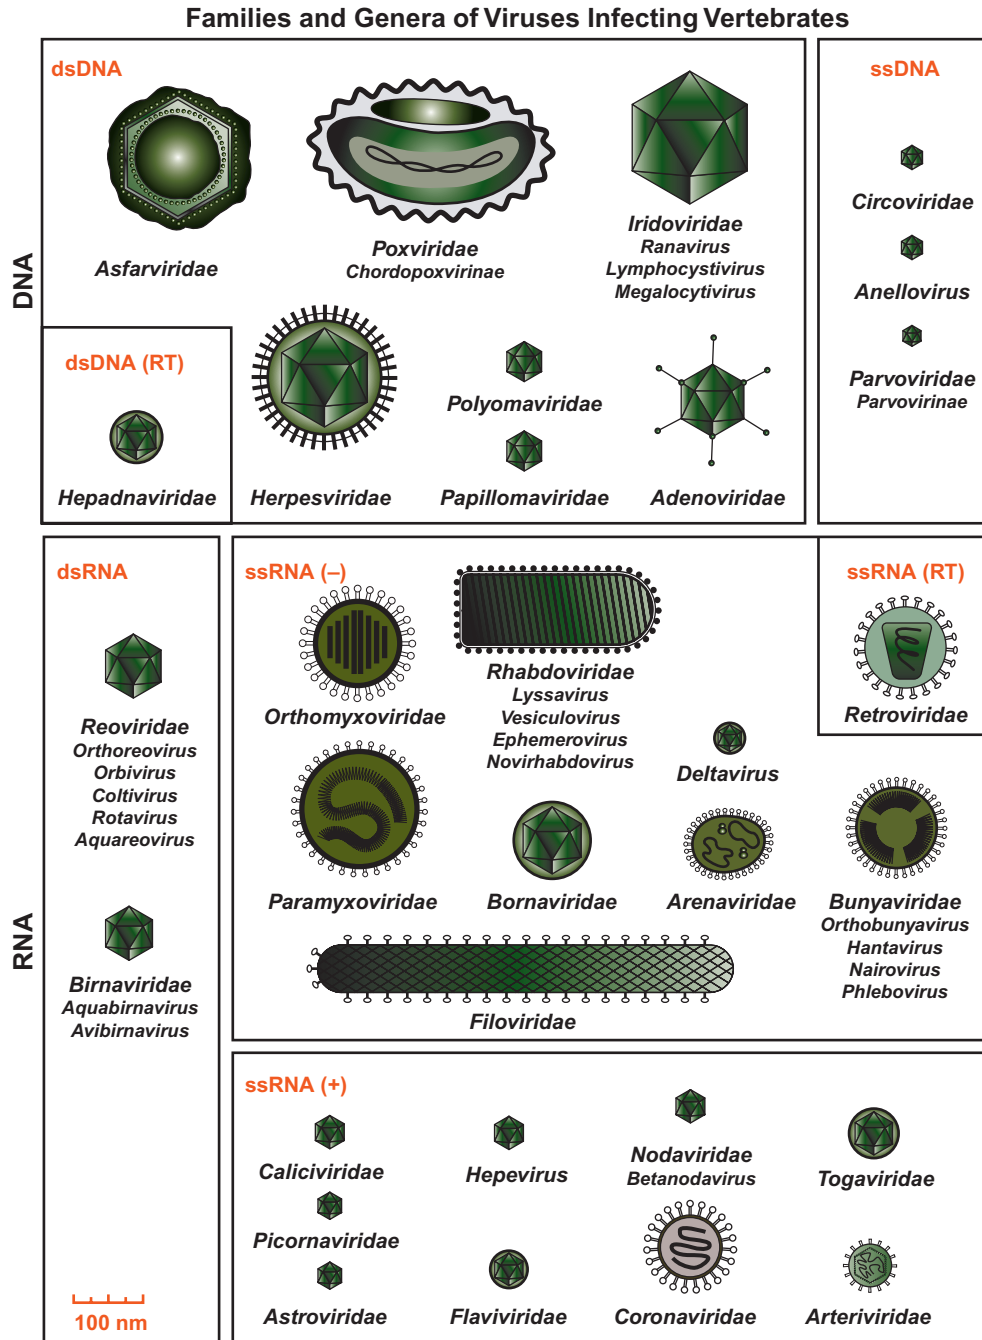 Families and Genera of Viruses Infecting Vertebrates
DNA
dsDNA
Asfarviridae
Poxviridae
Chordopoxvirinae
Iridoviridae
Ranavirus
Lymphocystivirus
Megalocytivirus
dsDNA (RT)
Hepadnaviridae
Herpesviridae
Polyomaviridae
Papillomaviridae
Adenoviridae
ssDNA
Circoviridae
Anellovirus
Parvoviridae
Parvovirinae
RNA
dsRNA
Reoviridae
Orthoreovirus
Orbivirus
Coltivirus
Rotavirus
Aquareovirus
Birnaviridae
Aquabirnavirus
Avibirnavirus
100 nm
ssRNA (–)
Orthomyxoviridae
Rhabdoviridae
Lyssavirus
Vesiculovirus
Ephemerovirus
Novirhabdovirus
Deltavirus
Paramyxoviridae
Bornaviridae
Arenaviridae
Bunyaviridae
Orthobunyavirus
Hantavirus
Nairovirus
Phlebovirus
Filoviridae
ssRNA (RT)
Retroviridae
ssRNA (+)
Caliciviridae
Hepevirus
Nodaviridae
Betanodavirus
Togaviridae
Picornaviridae
Astroviridae
Flaviviridae
Coronaviridae
Arteriviridae